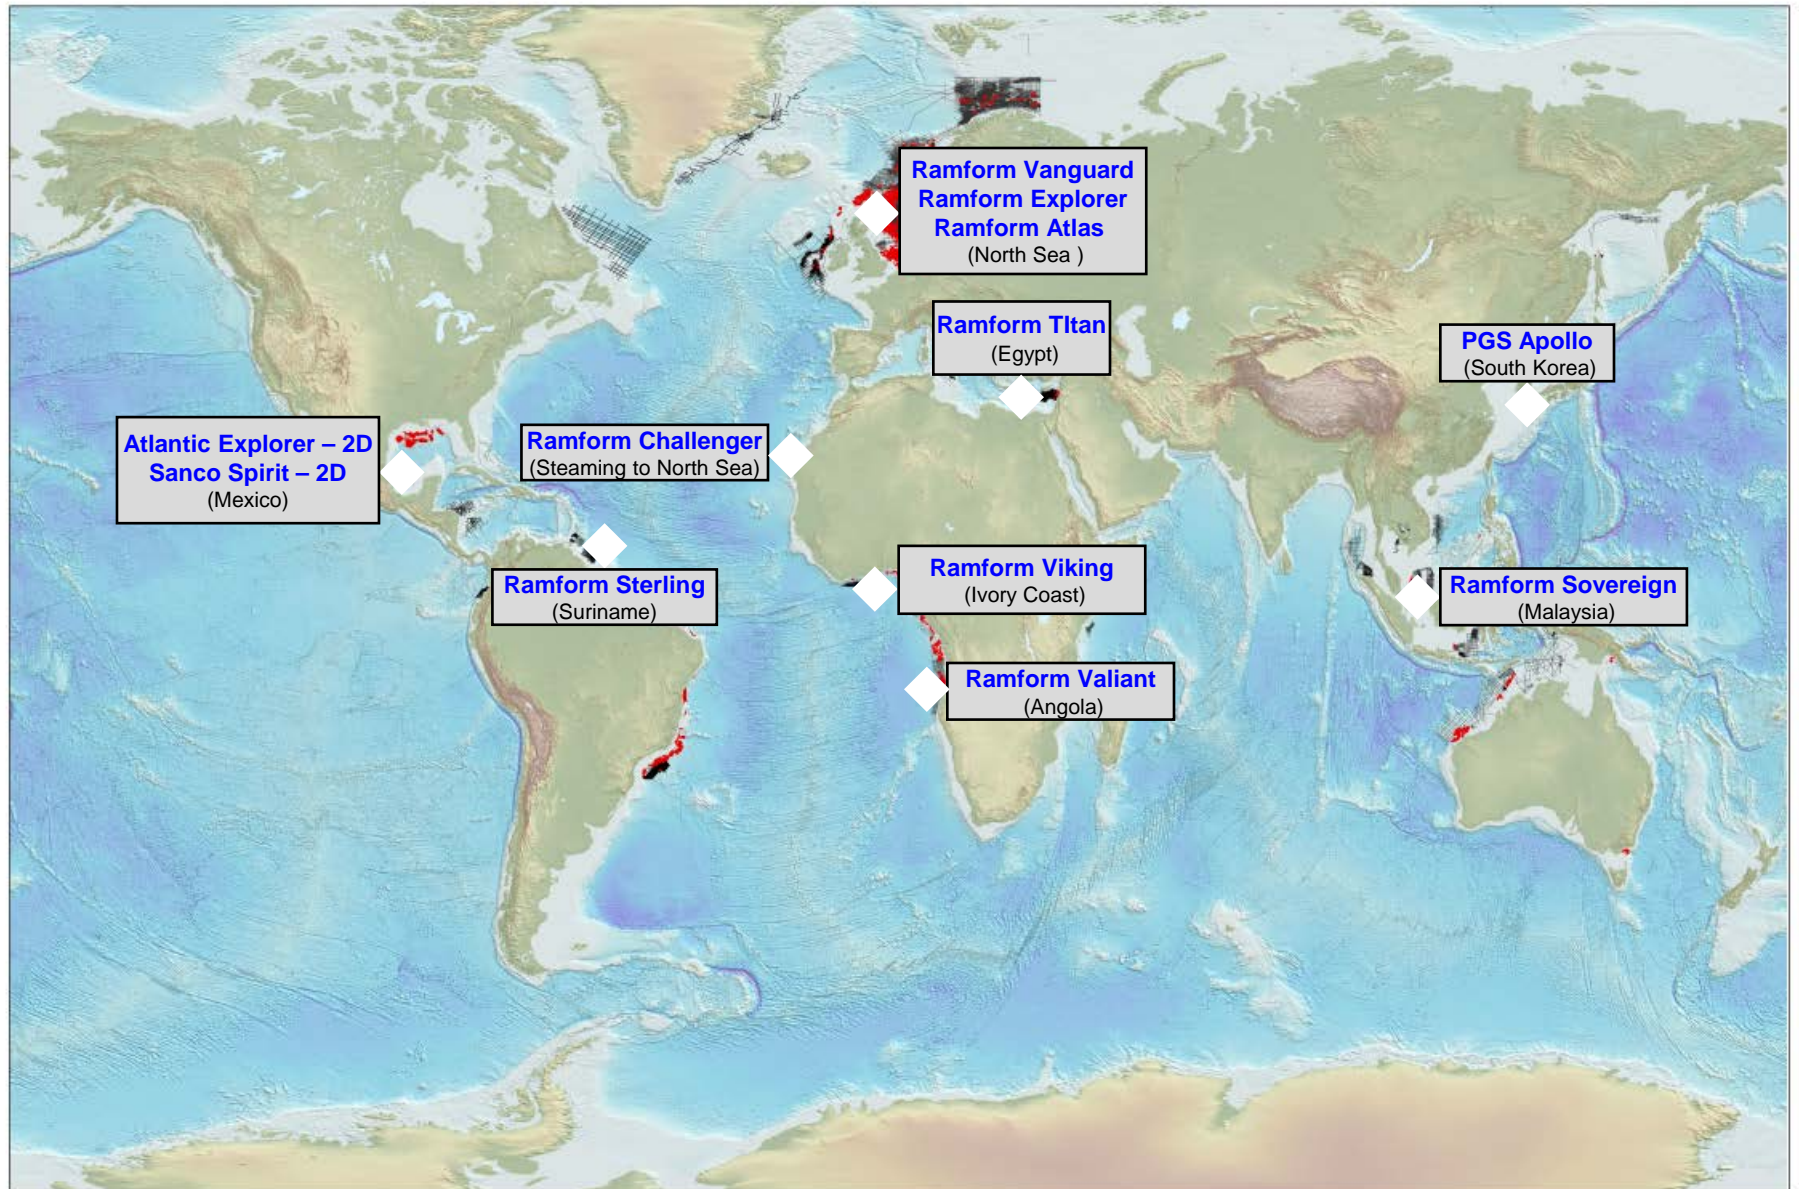 Ramform Vanguard
Ramform Explorer
Ramform Atlas
(North Sea )
Ramform TItan
(Egypt)
PGS Apollo
(South Korea)
Atlantic Explorer – 2D
Sanco Spirit – 2D
(Mexico)
Ramform Challenger
(Steaming to North Sea)
Ramform Sterling
(Suriname)
Ramform Viking
(Ivory Coast)
Ramform Sovereign
(Malaysia)
Ramform Valiant
(Angola)